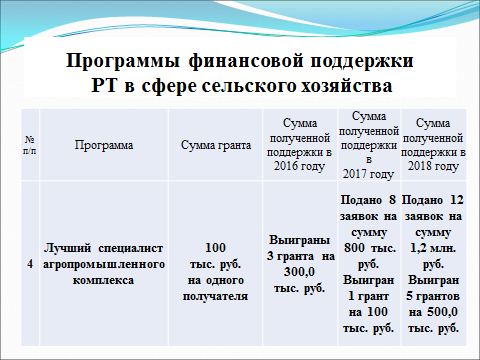 Программы финансовой поддержки
РТ в сфере сельского хозяйства
№
п/п
Программа
Сумма гранта
Сумма
полученной
поддержки в
2016 году
Сумма
полученной
поддержки
в
2017 году
Сумма
полученной
поддержки в
2018 году
4
Лучший специалист
агропромышленного
комплекса
100
тыс. руб.
на одного
получателя
Выиграны
3 гранта на
300,0
тыс. руб.
Подано 8
заявок на
сумму
800 тыс.
руб.
Выигран
1 грант
на 100
тыс. руб.
Подано 12
заявок на
сумму
1,2 млн.
руб.
Выигран
5 грантов
на 500,0
тыс. руб.